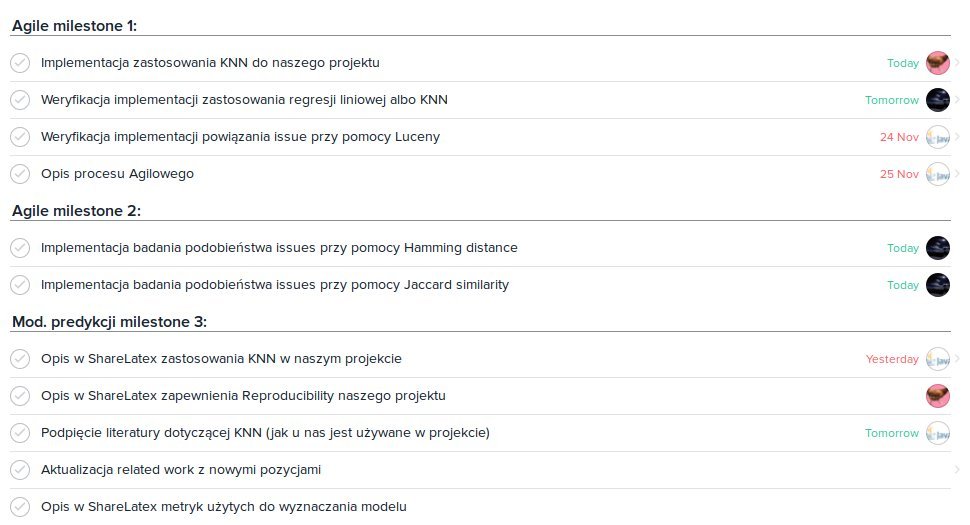 Agile milestone 1:
Implementacja zastosowania KNN do naszego projektu Today
Weryfikacja implementacji zastosowania regresji liniowej albo KNN Tomorrow
Weryfikacja implementacji powiązania issue przy pomocy Luceny 24 Nov
Opis procesu Agilowego 25 Nov
Agile milestone 2:
Implementacja badania podobieństwa issues przy pomocy Hamming distance Today
Implementacja badania podobieństwa issues przy pomocy Jaccard similarity Today
Mod. predykcji milestone 3:
Opis w ShareLatex zastosowania KNN w naszym projekcie Yesterday
Opis w ShareLatex zapewnienia Reproducibility naszego projektu
Podpięcie literatury dotyczącej KNN (jak u nas jest używane w projekcie) Tomorrow
Aktualizacja related work z nowymi pozycjami
Opis w ShareLatex metryk użytych do wyznaczania modelu